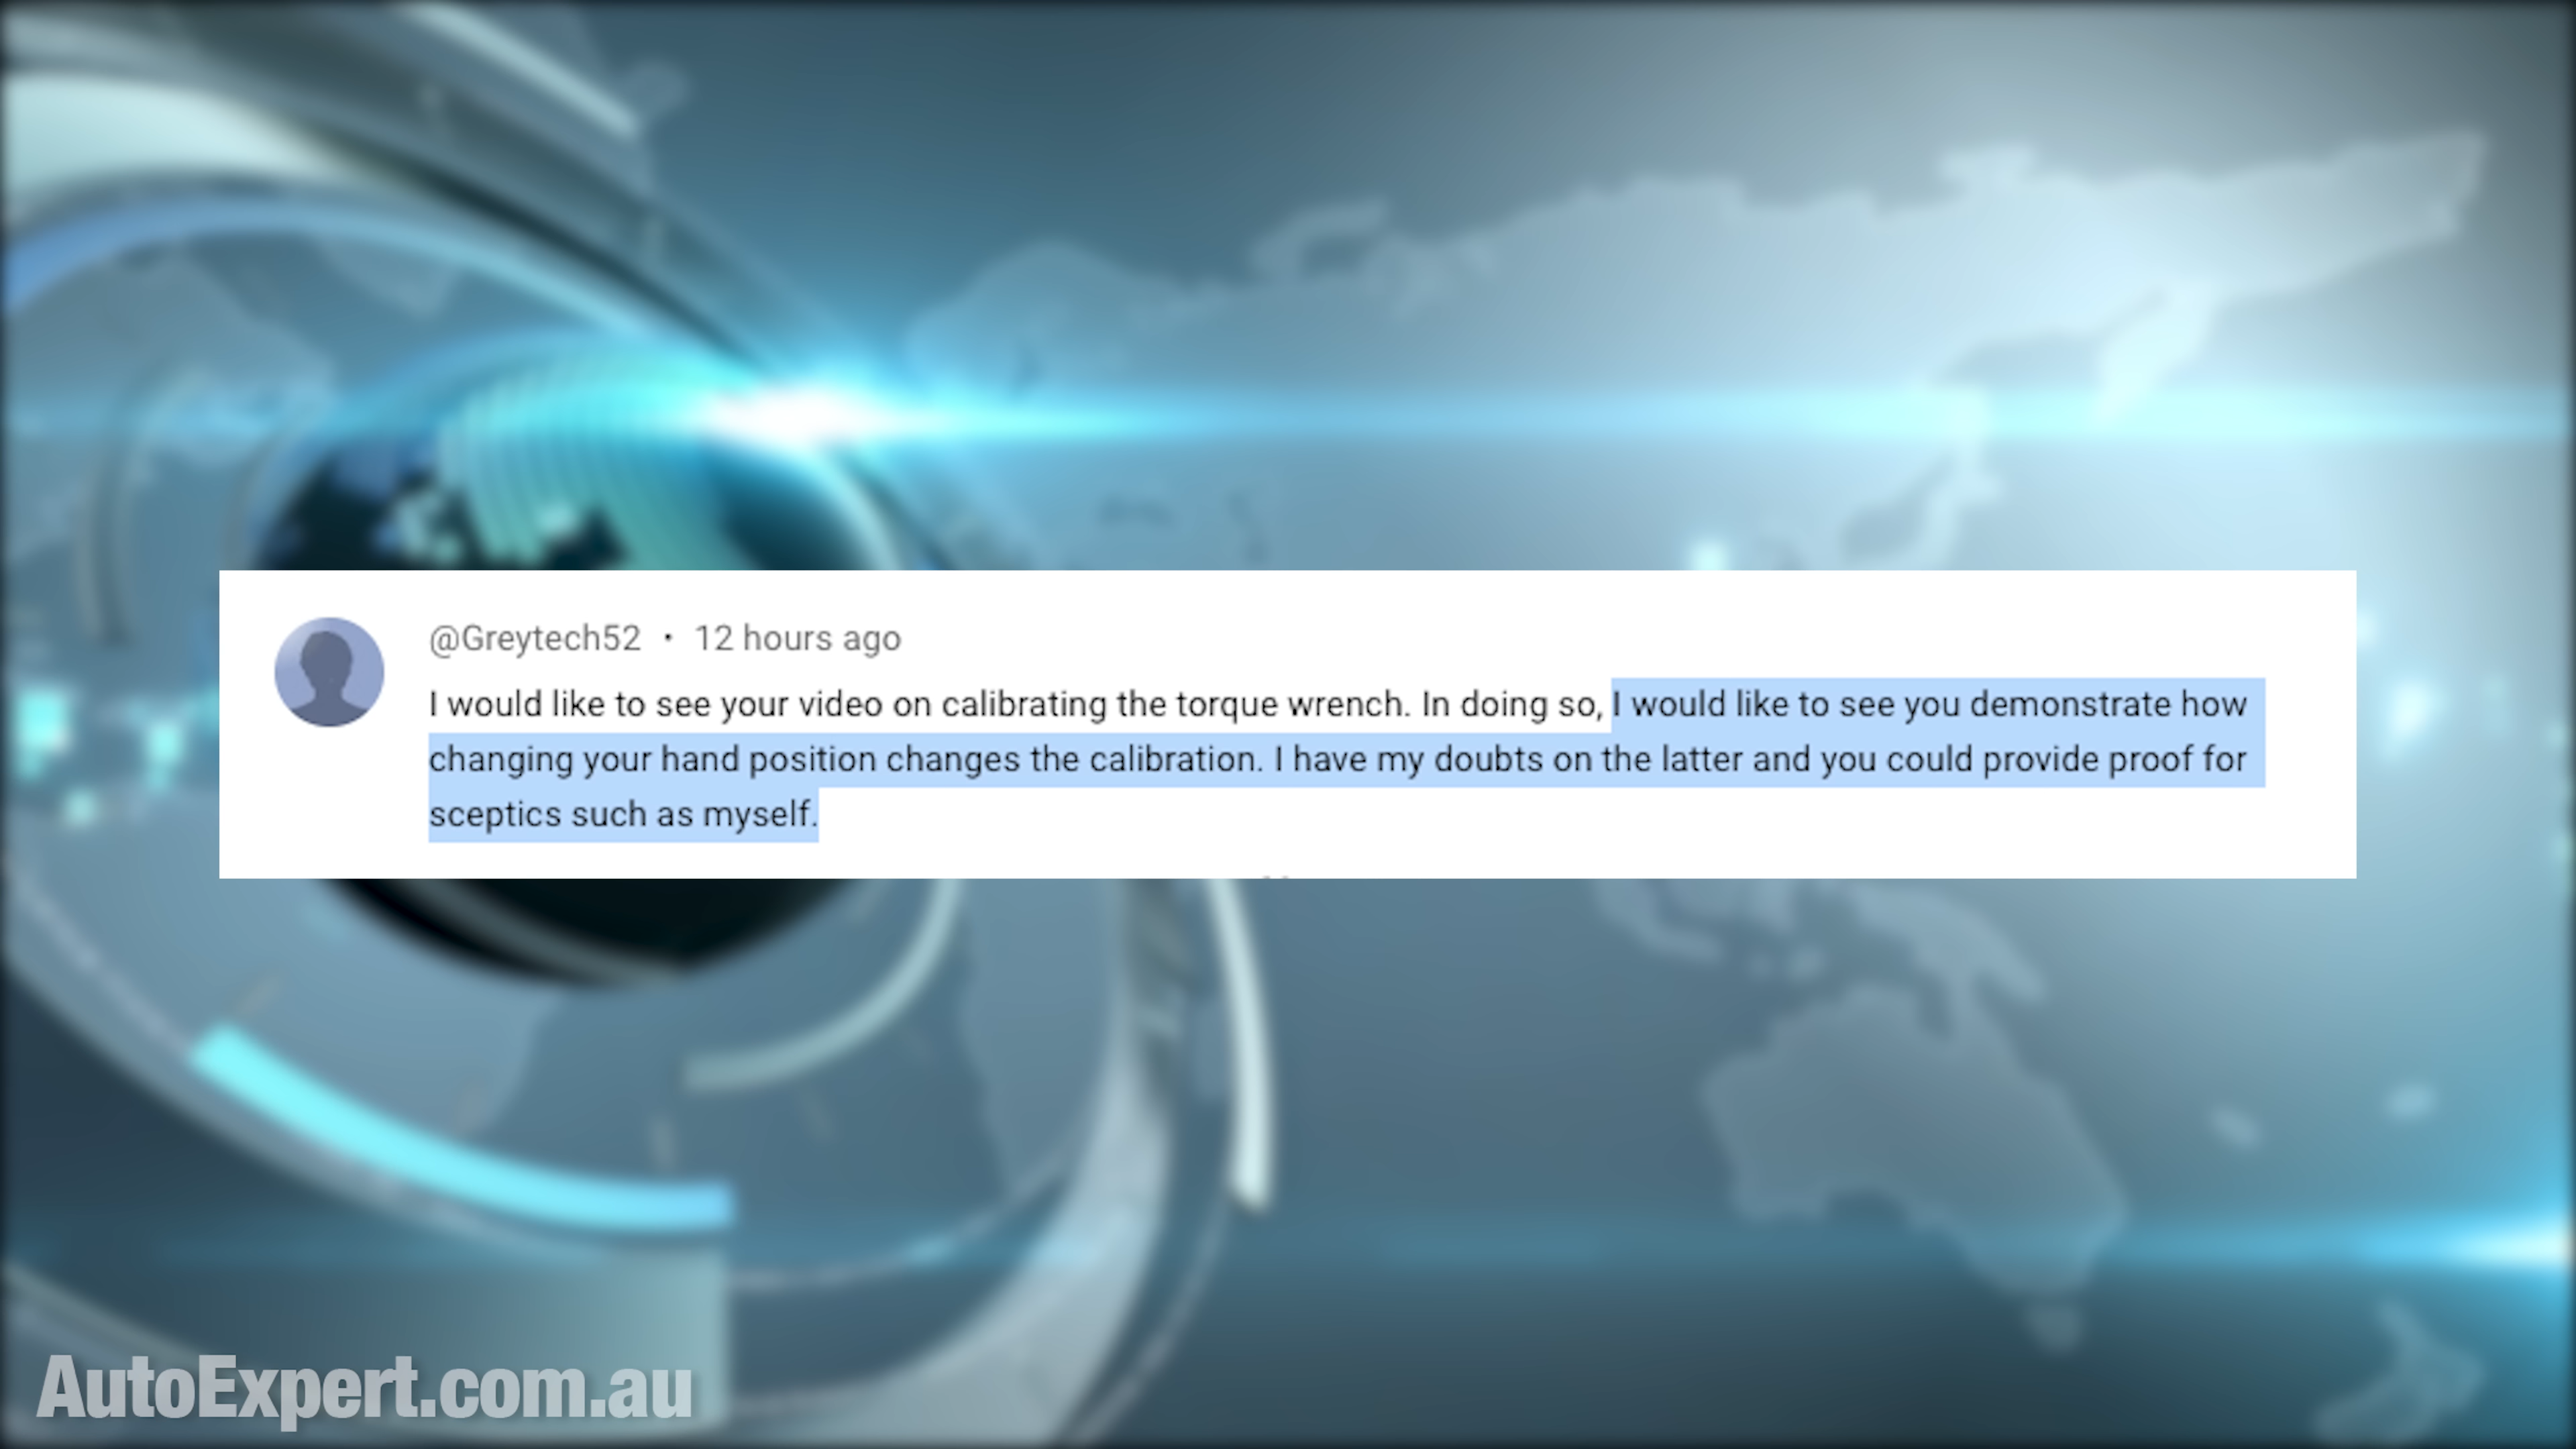 @Greytech52 • 12 hours ago
I would like to see your video on calibrating the torque wrench. In doing so, I would like to see you demonstrate how
changing your hand position changes the calibration. I have my doubts on the latter and you could provide proof for
sceptics such as myself.
AutoExpert.com.au